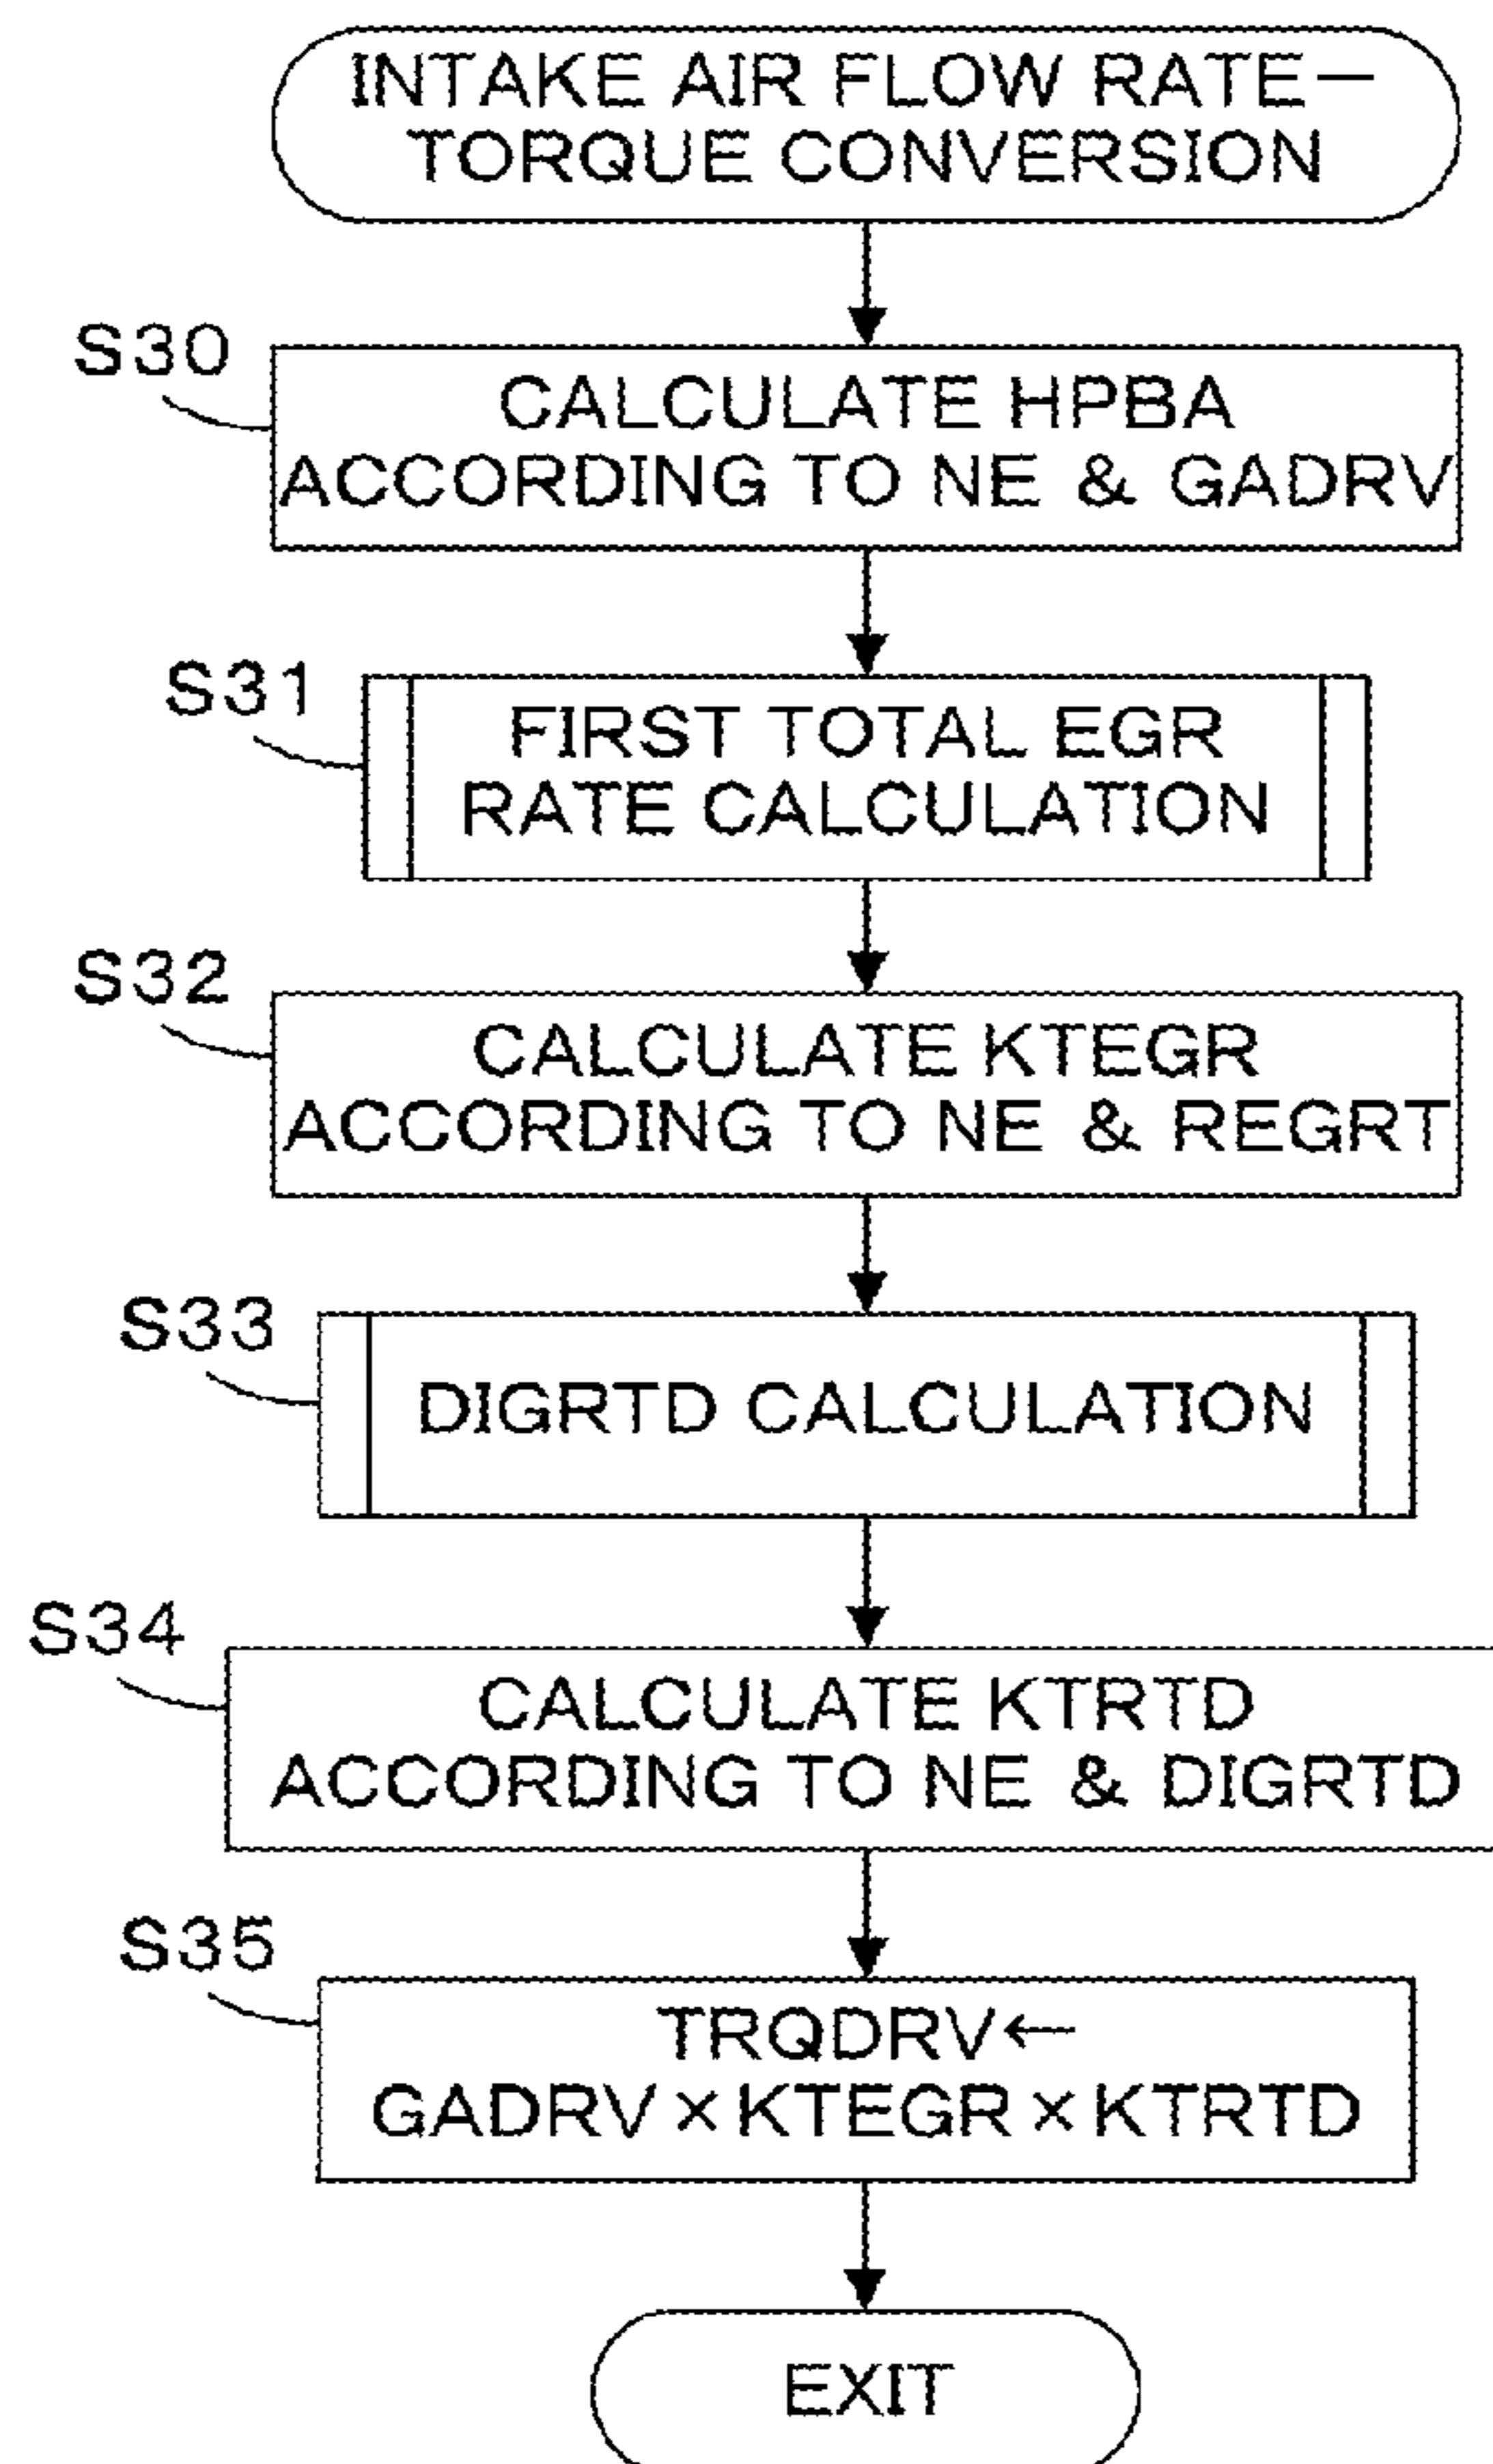 INTAKE AIR FLOW RATE—
TORQUE CONVERSION
S30
CALCULATE HPBA
ACCORDING TO NE & GADRV
S31
FIRST TOTAL EGR
RATE CALCULATION
S32
CALCULATE KTEGR
ACCORDING TO NE & REGRT
S33
DIGRTD CALCULATION
S34
CALCULATE KTRTD
ACCORDING TO NE & DIGRTD
S35
TRQDRV←
GADRV×KTEGR×KTRTD
EXIT